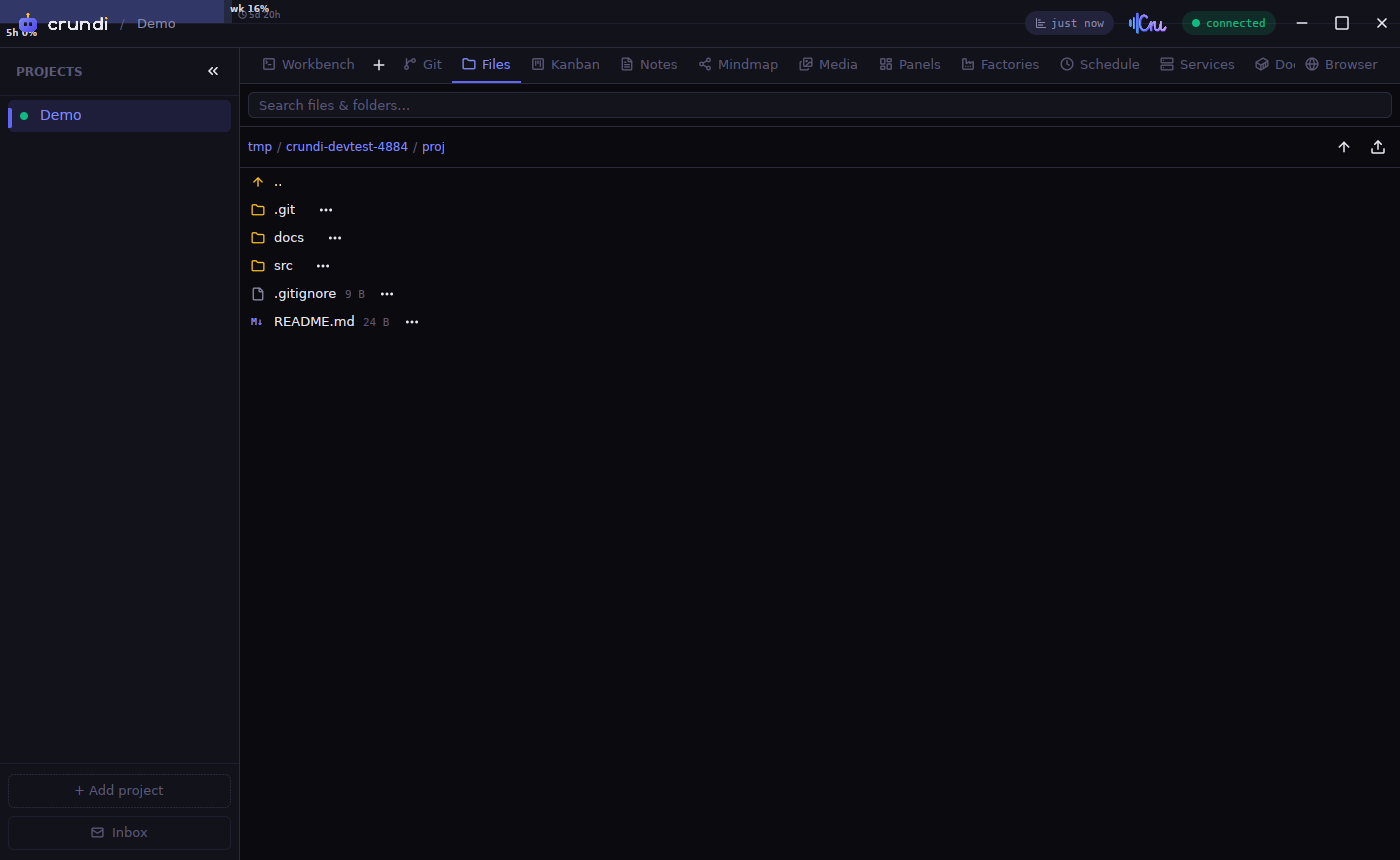 wk 16%
5d 20h
5h 0%
crundi / Demo
just now
Cru
connected
PROJECTS
Workbench
Git
Files
Kanban
Notes
Mindmap
Media
Panels
Factories
Schedule
Services
Doc
Browser
Demo
Search files & folders...
tmp / crundi-devtest-4884 / proj
..
.git
docs
src
.gitignore 9 B
M↓ README.md 24 B
+ Add project
Inbox